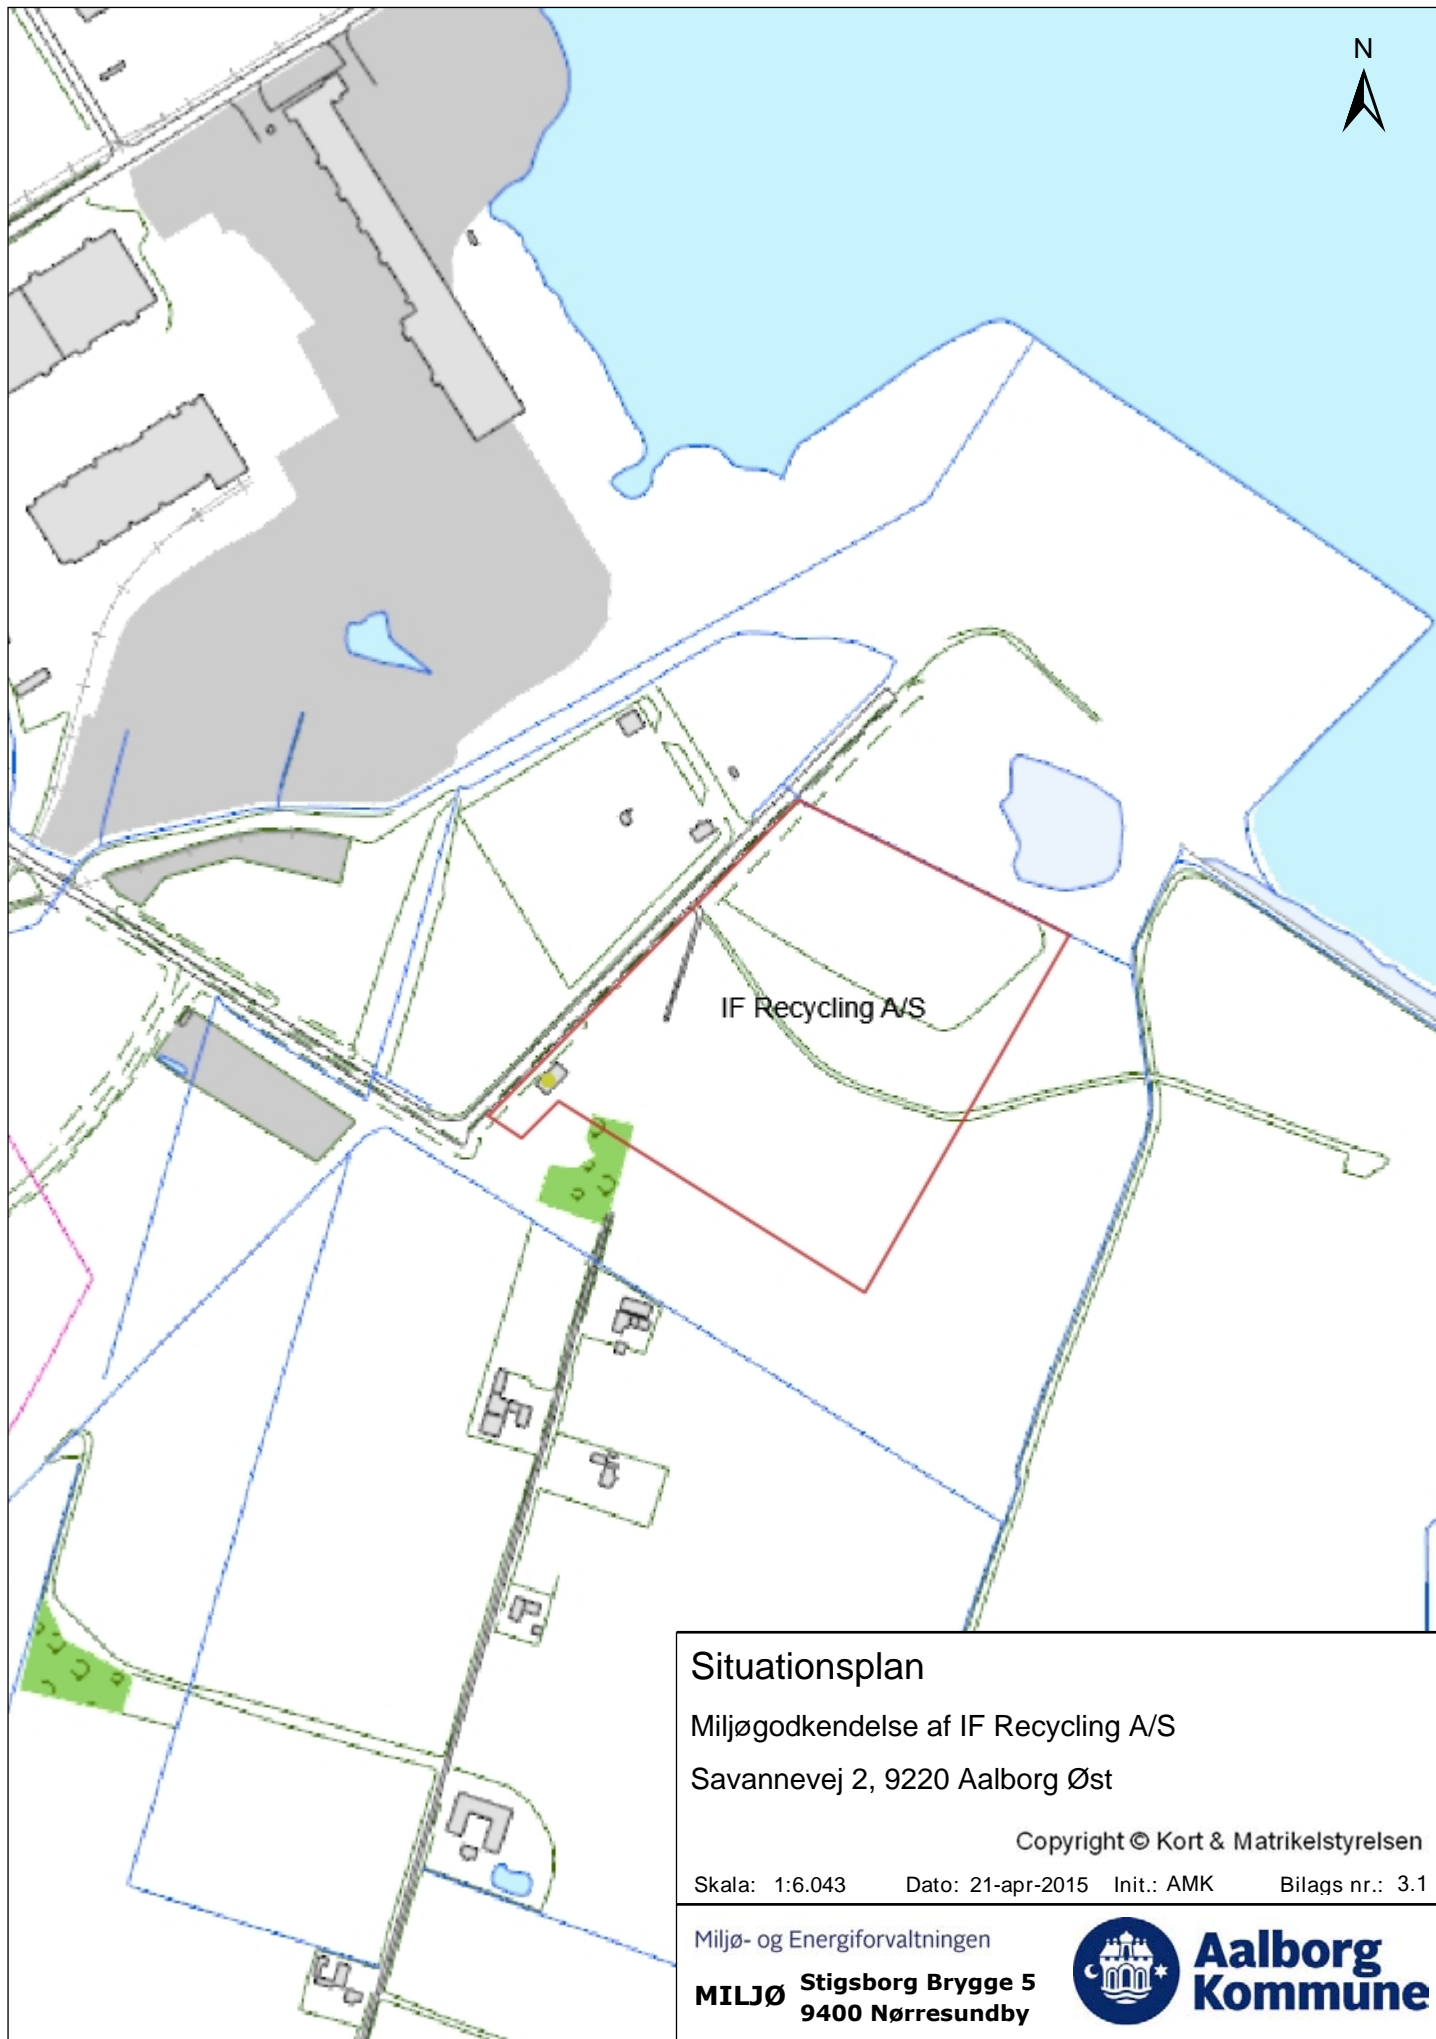 N
IF Recycling A/S
Situationsplan
Miljøgodkendelse af IF Recycling A/S
Savannevej 2, 9220 Aalborg Øst
Copyright © Kort & Matrikelstyrelsen
Skala: 1:6.043 Dato: 21-apr-2015 Init.: AMK Bilags nr.: 3.1
Miljø- og Energiforvaltningen
MILJØ Stigsborg Brygge 5
9400 Nørresundby
Aalborg
Kommune